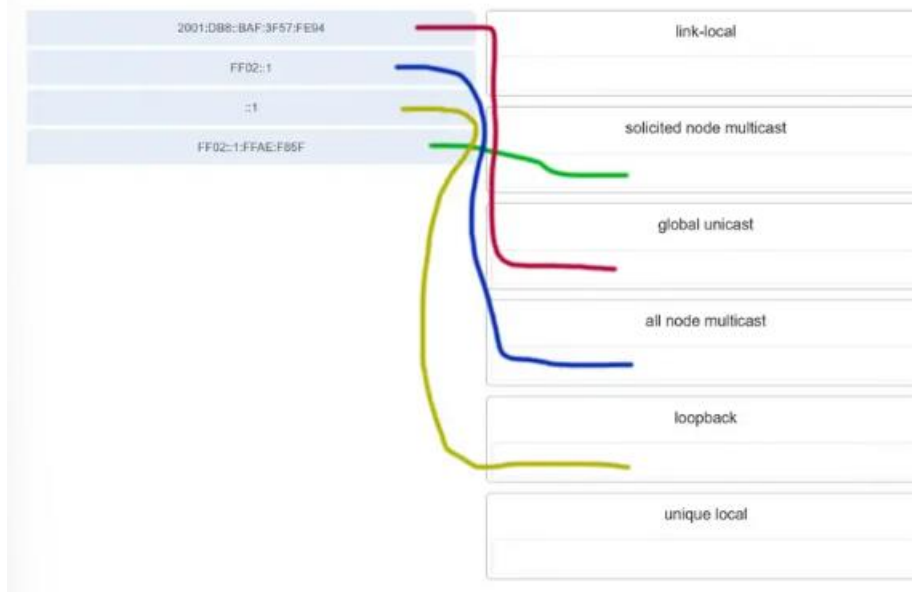 2001:DB8::BAF:3F57:FE94
FF02::1
::1
FF02::1:FFAE:F85F
link-local
solicited node multicast
global unicast
all node multicast
loopback
unique local